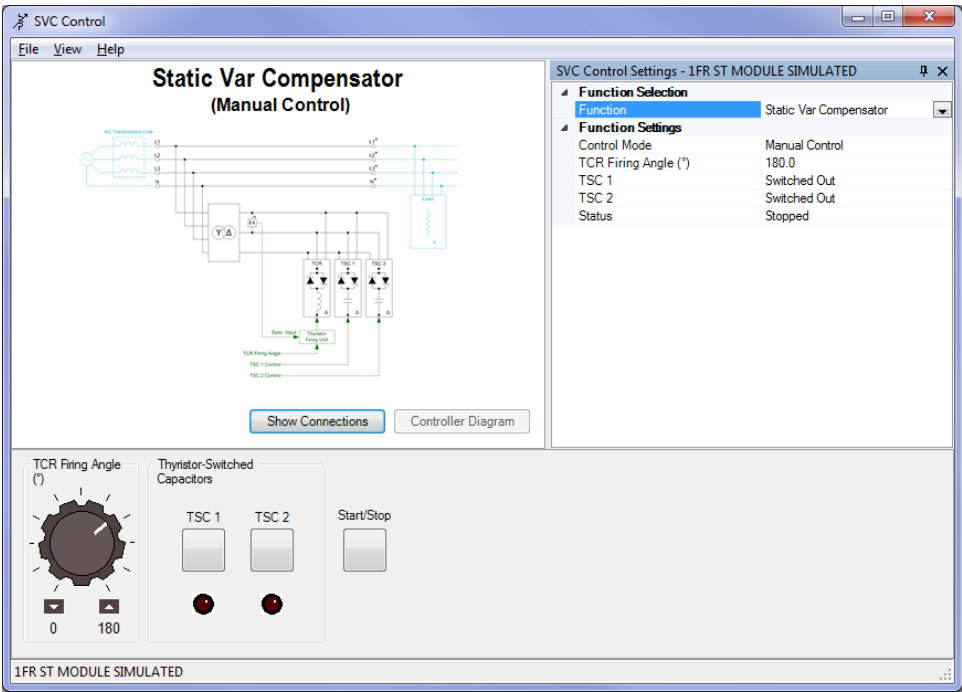 SVC Control
File View Help
Static Var Compensator
(Manual Control)
AC Transmission Line
L1 L1'
L2 L2'
L3 L3'
N N'
Load
Y Δ
Y
TCR TSC 1 TSC 2
Δ Δ Δ
Sync. Input
Thyristor
Firing Unit
TCR Firing Angle
TSC 1 Control
TSC 2 Control
Show Connections Controller Diagram
SVC Control Settings - 1FR ST MODULE SIMULATED
Function Selection
Function Static Var Compensator
Function Settings
Control Mode Manual Control
TCR Firing Angle (°) 180.0
TSC 1 Switched Out
TSC 2 Switched Out
Status Stopped
TCR Firing Angle
(°)
0 180
Thyristor-Switched
Capacitors
TSC 1 TSC 2
Start/Stop
1FR ST MODULE SIMULATED